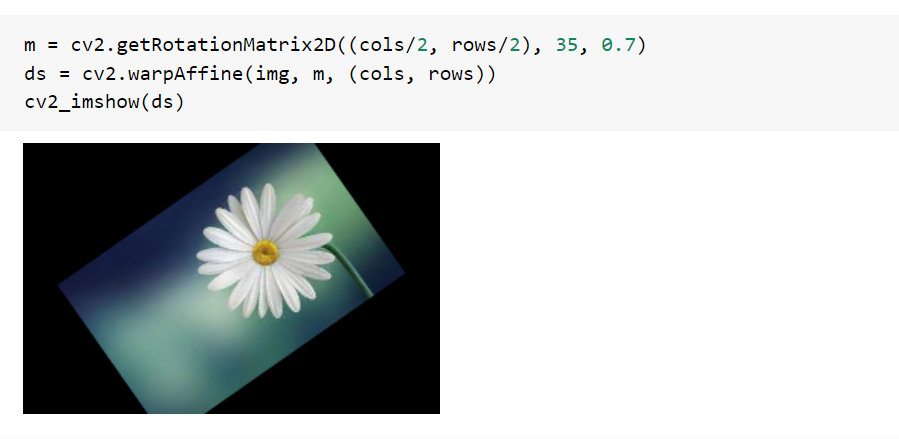 m = cv2.getRotationMatrix2D((cols/2, rows/2), 35, 0.7)
ds = cv2.warpAffine(img, m, (cols, rows))
cv2_imshow(ds)